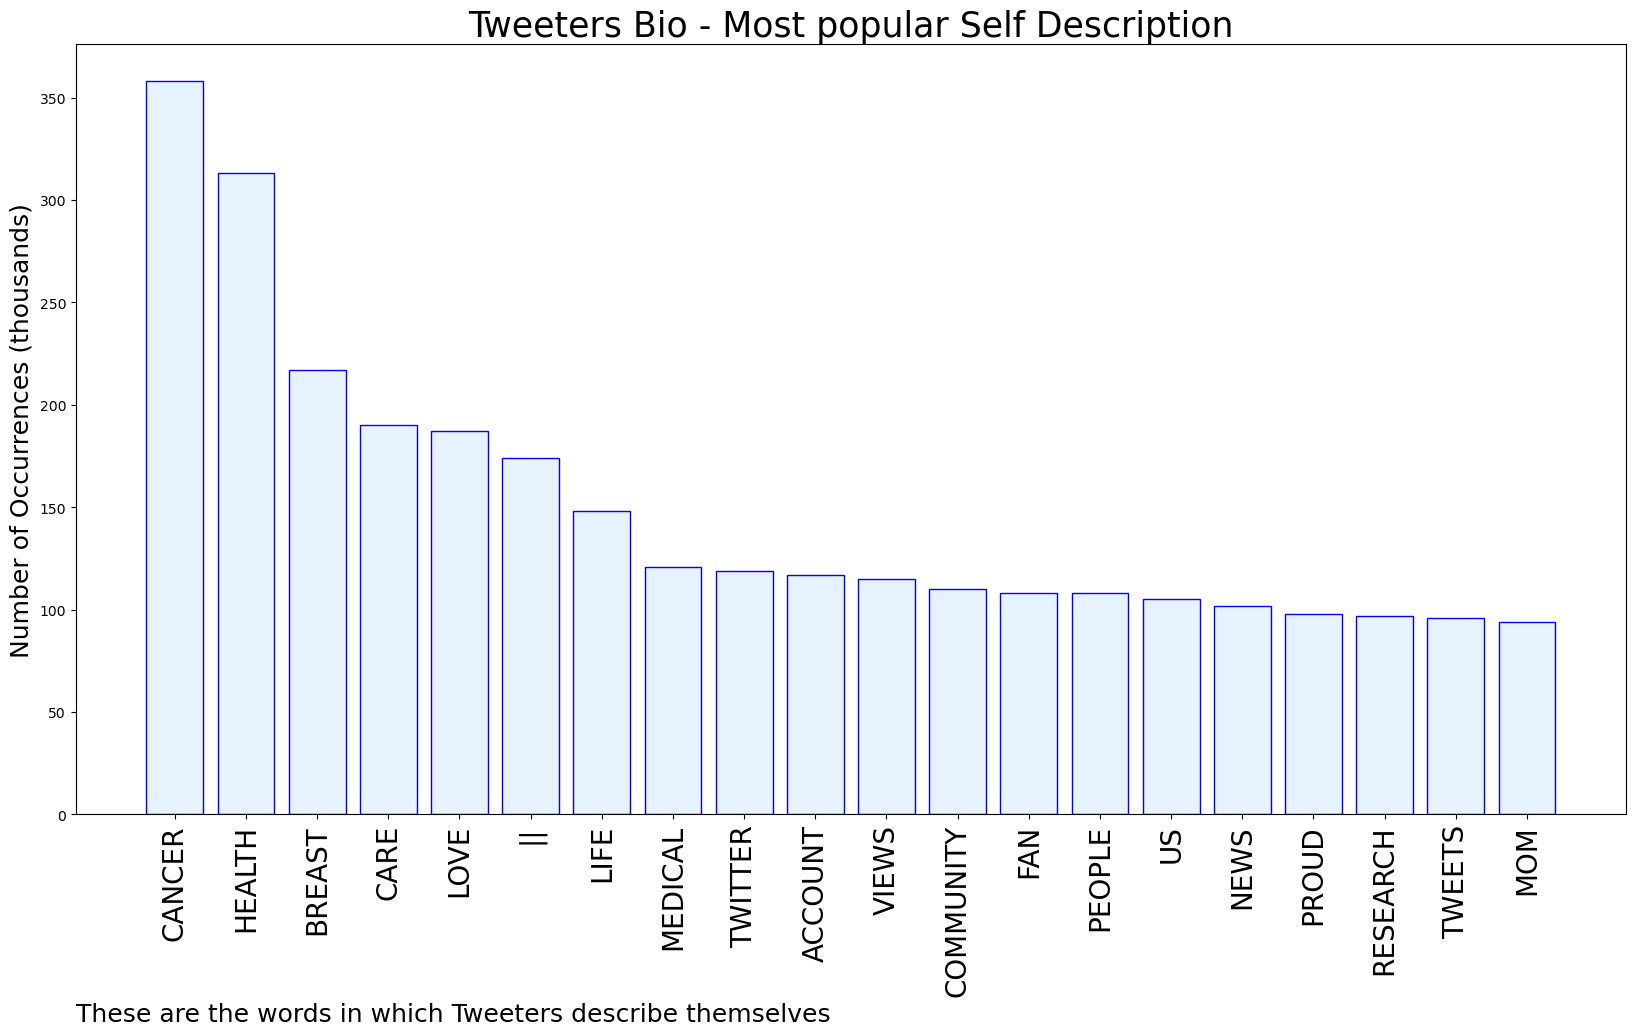 Tweeters Bio - Most popular Self Description
Number of Occurrences (thousands)
350
300
250
200
150
100
50
0
CANCER
HEALTH
BREAST
CARE
LOVE
||
LIFE
MEDICAL
TWITTER
ACCOUNT
VIEWS
COMMUNITY
FAN
PEOPLE
US
NEWS
PROUD
RESEARCH
TWEETS
MOM
These are the words in which Tweeters describe themselves